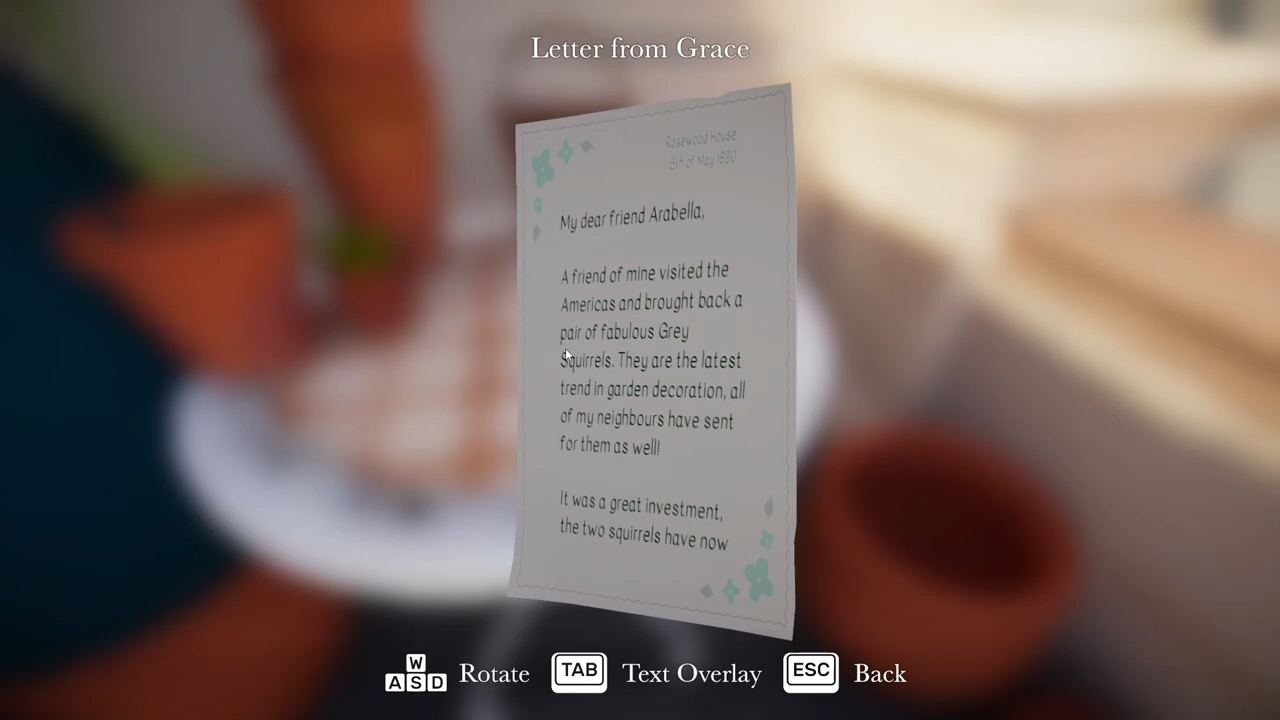 Letter from Grace
Rosewood House
5th of May 1890
My dear friend Arabella,
A friend of mine visited the
Americas and brought back a
pair of fabulous Grey
Squirrels. They are the latest
trend in garden decoration, all
of my neighbours have sent
for them as well!
It was a great investment,
the two squirrels have now
W
A S D Rotate TAB Text Overlay ESC Back